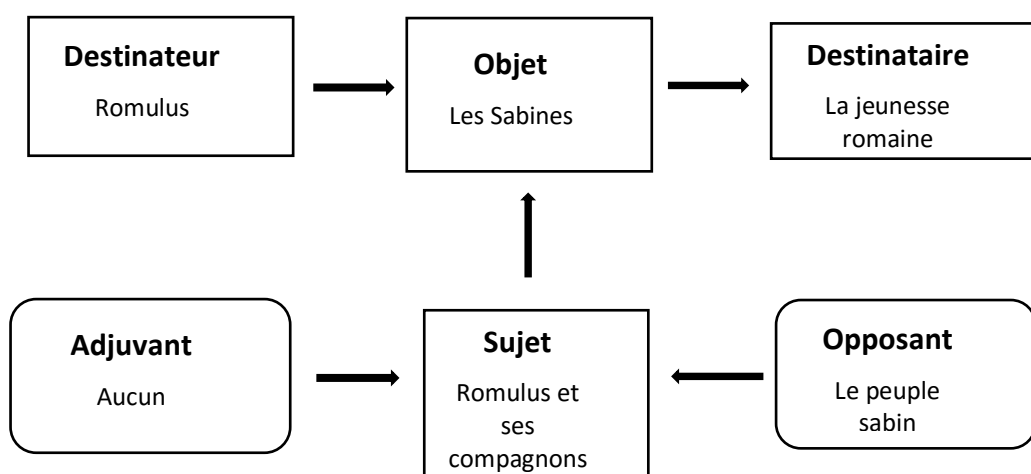 Destinateur
Romulus
Objet
Les Sabines
Destinataire
La jeunesse
romaine
Adjuvant
Aucun
Sujet
Romulus et
ses
compagnons
Opposant
Le peuple
sabin